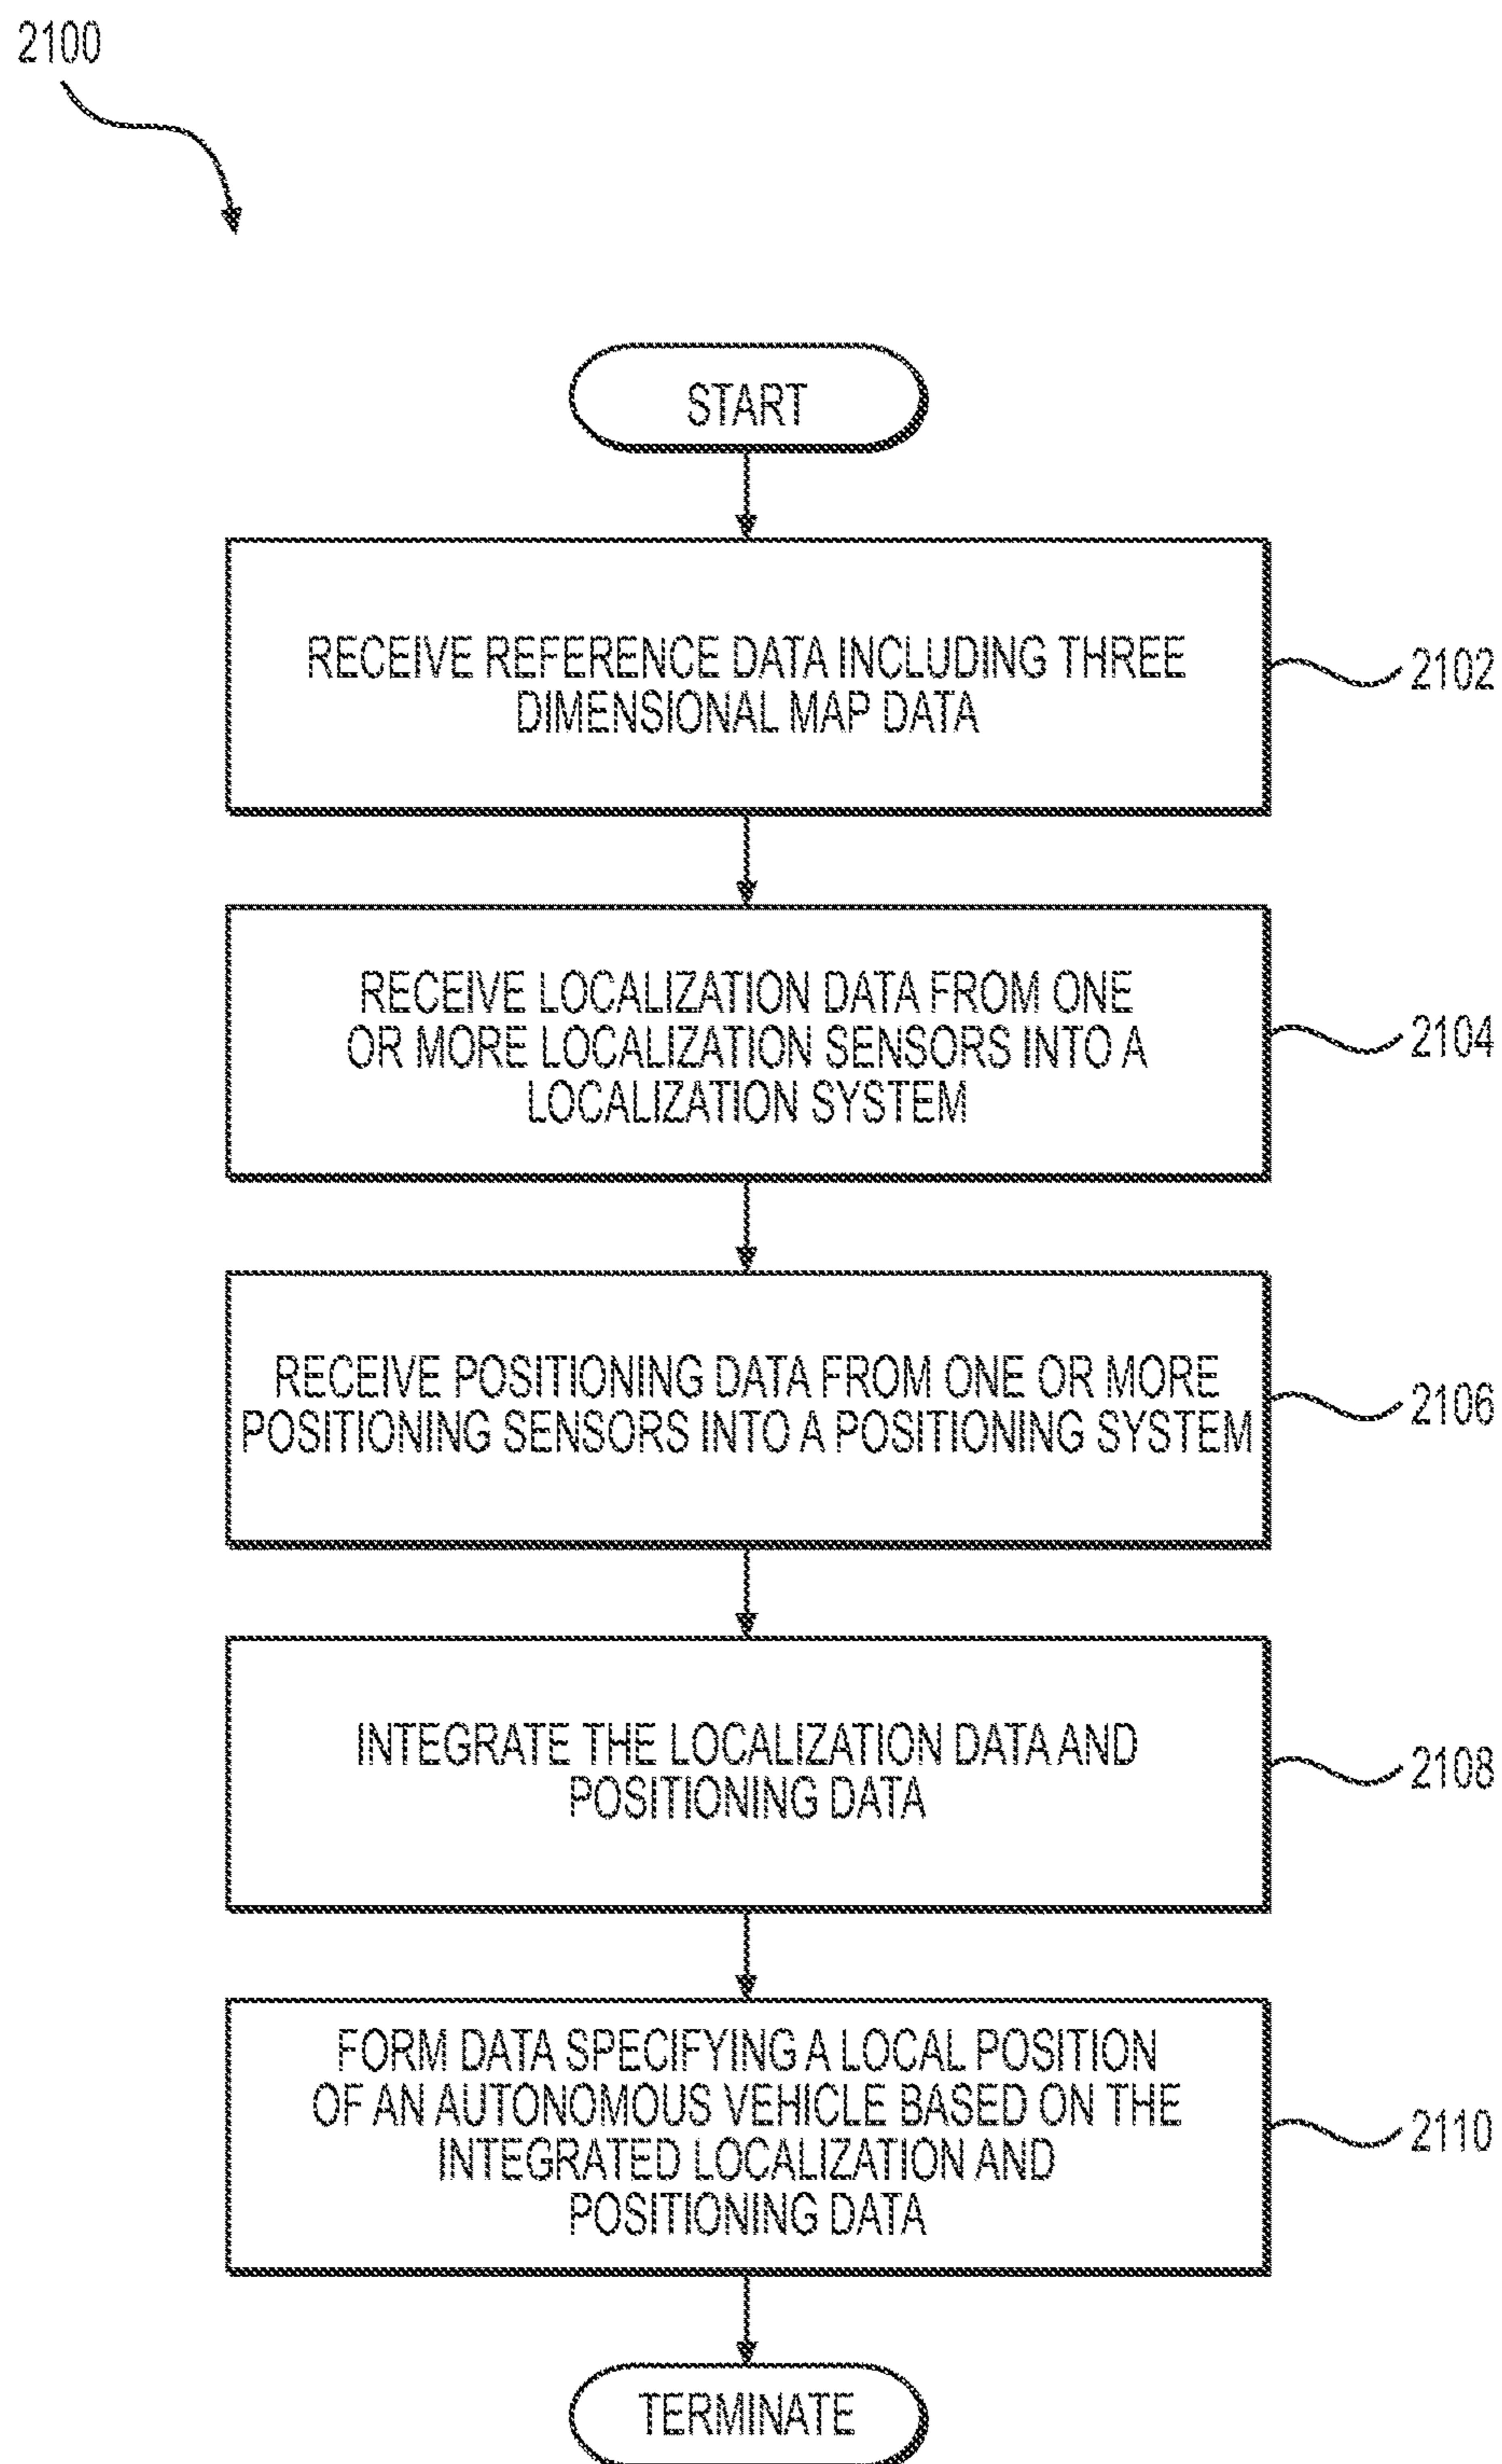 2100
START
RECEIVE REFERENCE DATA INCLUDING THREE
DIMENSIONAL MAP DATA
2102
RECEIVE LOCALIZATION DATA FROM ONE
OR MORE LOCALIZATION SENSORS INTO A
LOCALIZATION SYSTEM
2104
RECEIVE POSITIONING DATA FROM ONE OR MORE
POSITIONING SENSORS INTO A POSITIONING SYSTEM
2106
INTEGRATE THE LOCALIZATION DATA AND
POSITIONING DATA
2108
FORM DATA SPECIFYING A LOCAL POSITION
OF AN AUTONOMOUS VEHICLE BASED ON THE
INTEGRATED LOCALIZATION AND
POSITIONING DATA
2110
TERMINATE